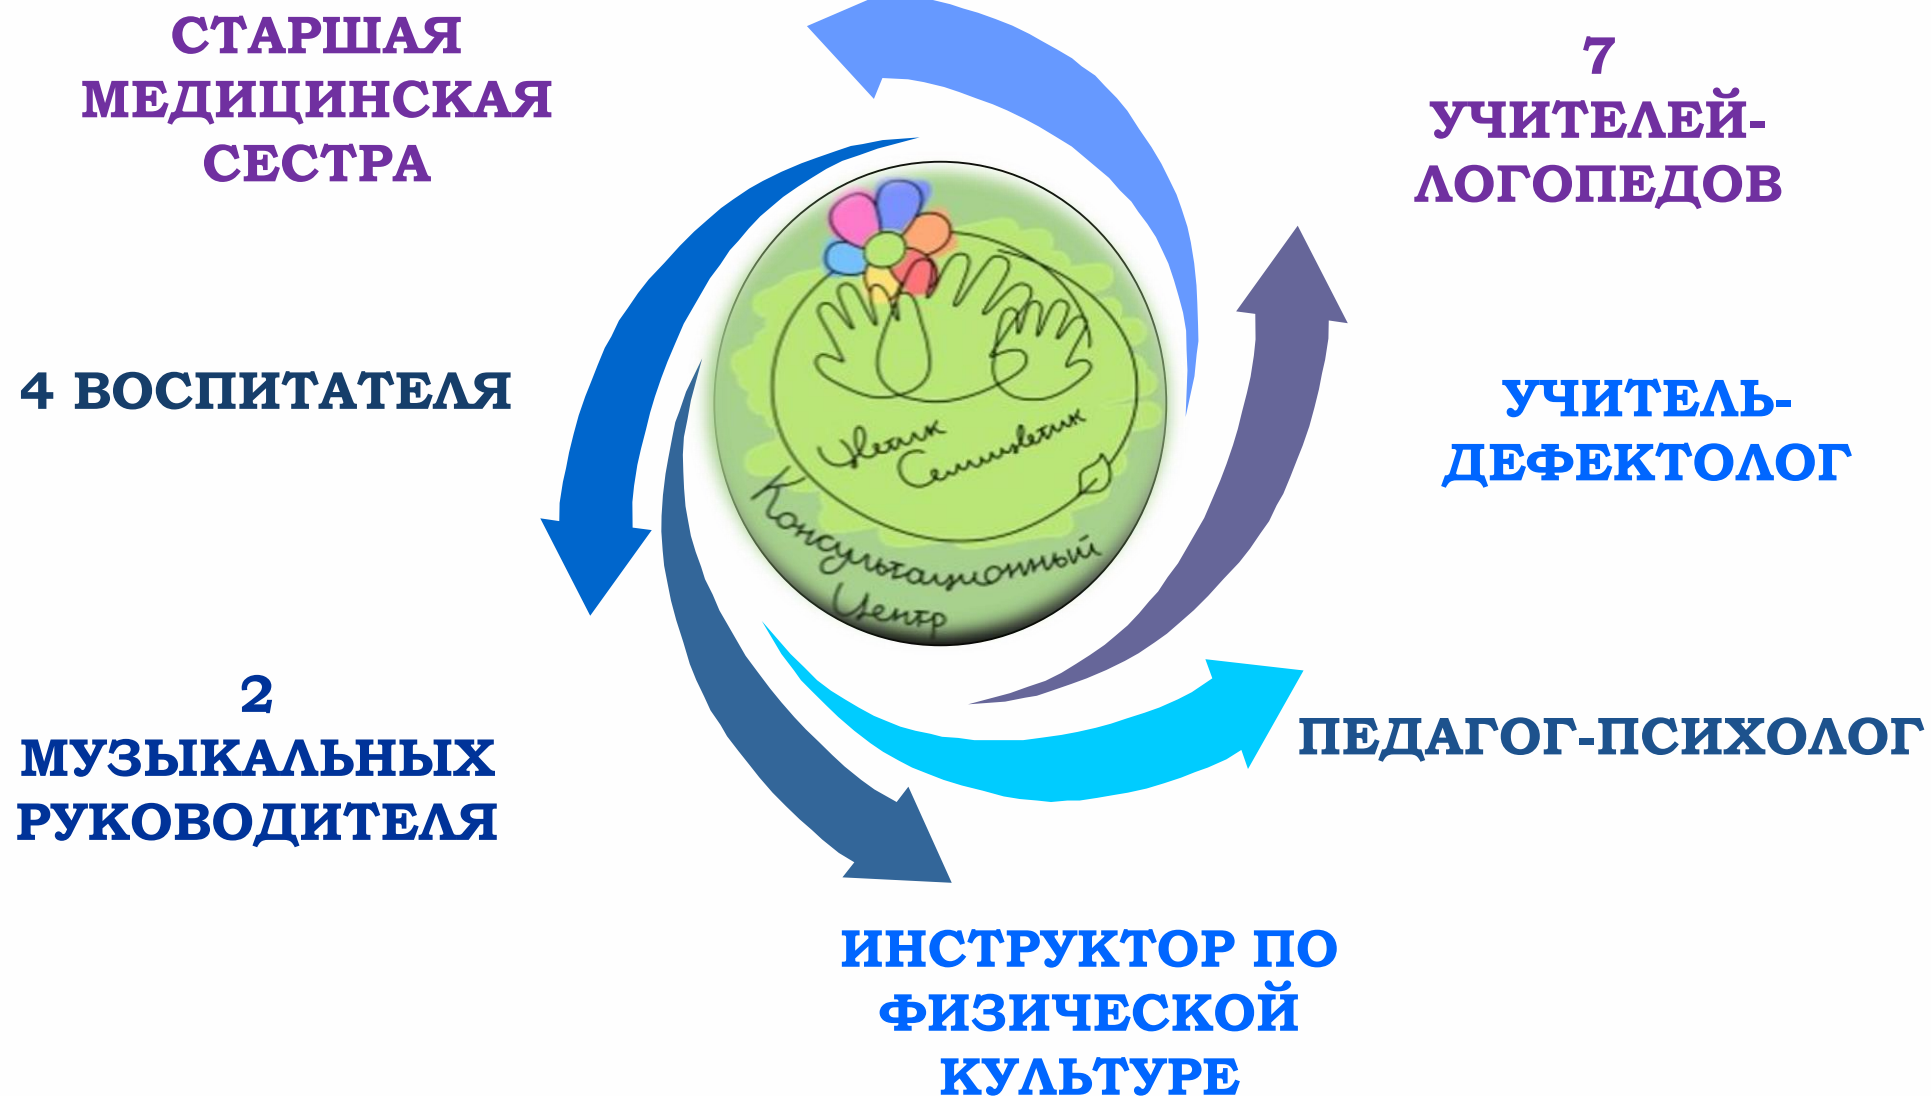 СТАРШАЯ
МЕДИЦИНСКАЯ
СЕСТРА
7
УЧИТЕЛЕЙ-
ЛОГОПЕДОВ
4 ВОСПИТАТЕЛЯ
УЧИТЕЛЬ-
ДЕФЕКТОЛОГ
Цветик
Семицветик
Консультационный
Центр
2
МУЗЫКАЛЬНЫХ
РУКОВОДИТЕЛЯ
ПЕДАГОГ-ПСИХОЛОГ
ИНСТРУКТОР ПО
ФИЗИЧЕСКОЙ
КУЛЬТУРЕ